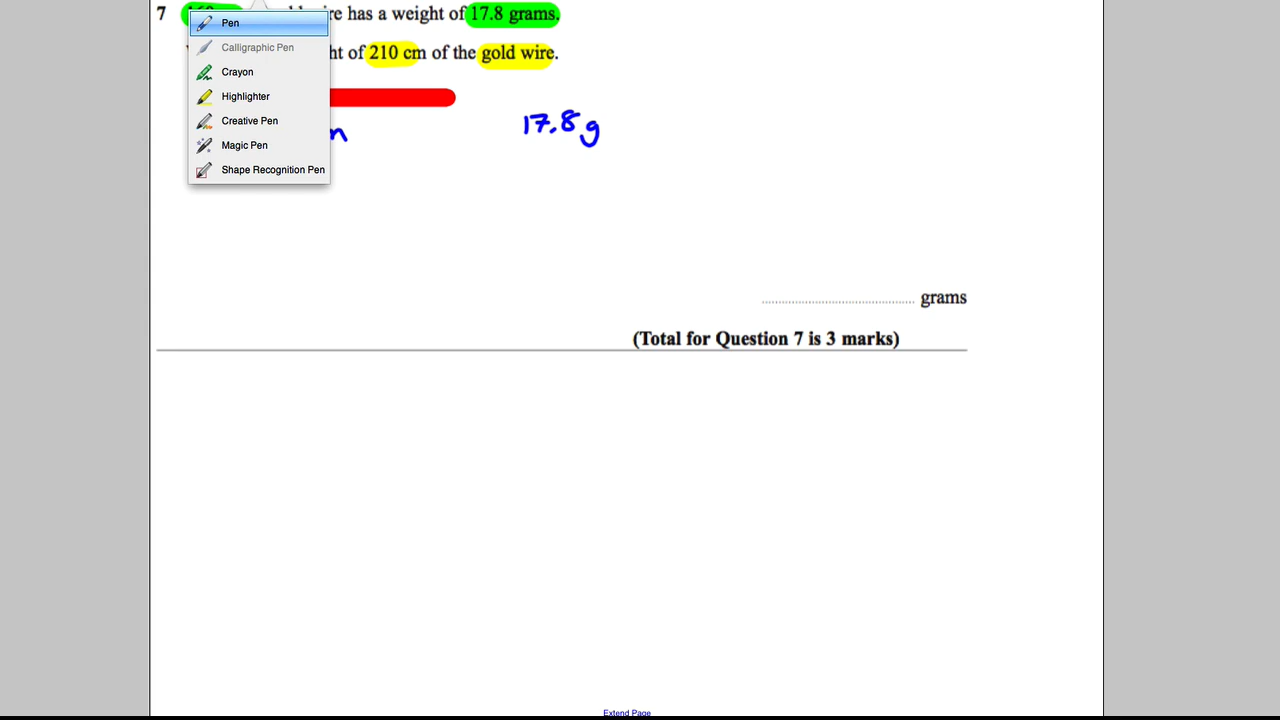 7 re has a weight of 17.8 grams.
ht of 210 cm of the gold wire.
Pen
Calligraphic Pen
Crayon
Highlighter
Creative Pen
Magic Pen
Shape Recognition Pen
17.8g
grams
(Total for Question 7 is 3 marks)
Extend Page